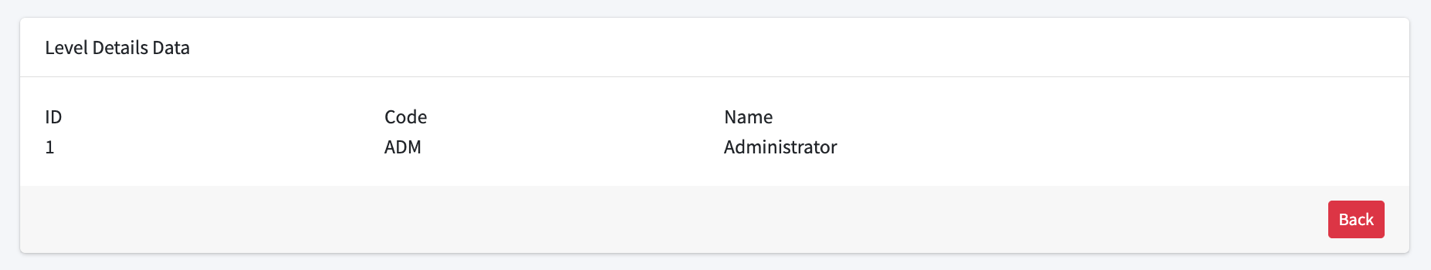 Level Details Data
ID Code Name
1 ADM Administrator
Back